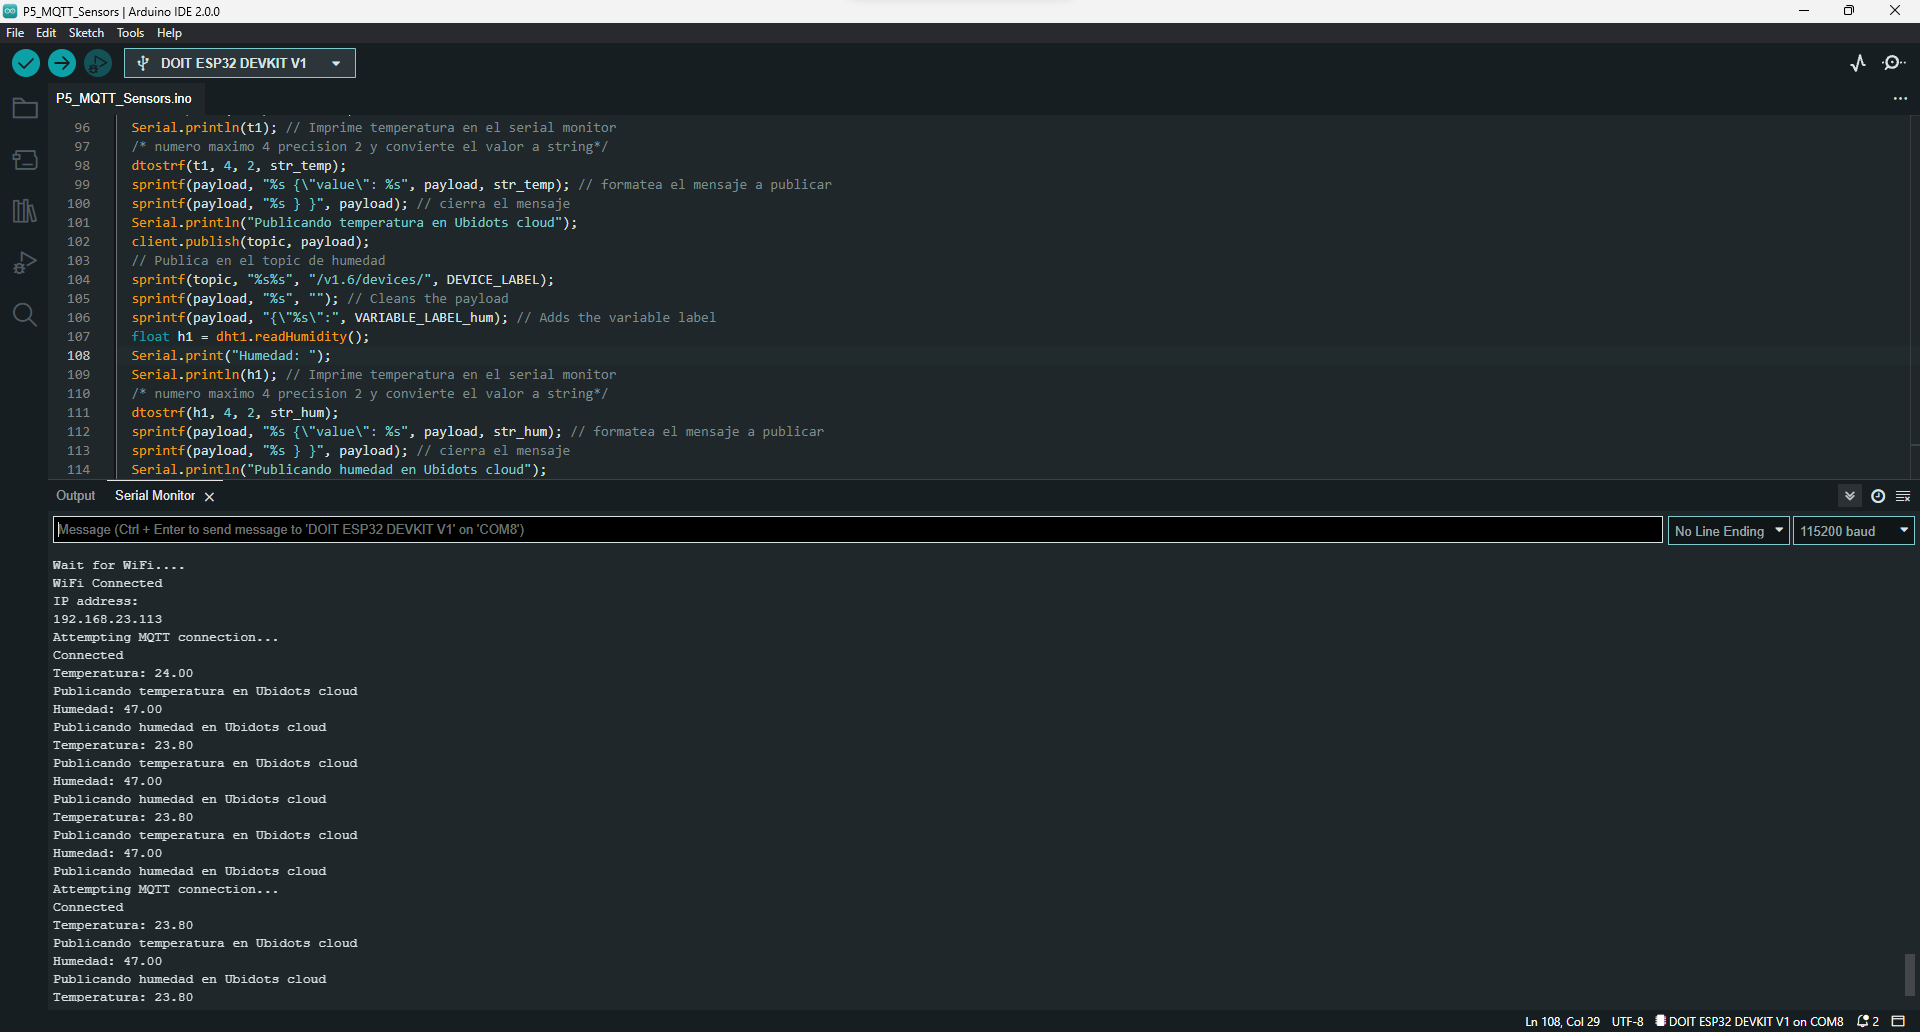 P5_MQTT_Sensors | Arduino IDE 2.0.0
File Edit Sketch Tools Help
DOIT ESP32 DEVKIT V1
P5_MQTT_Sensors.ino
96 Serial.println(t1); // Imprime temperatura en el serial monitor
97 /* numero maximo 4 precision 2 y convierte el valor a string*/
98 dtostrf(t1, 4, 2, str_temp);
99 sprintf(payload, "%s {\"value\": %s", payload, str_temp); // formatea el mensaje a publicar
100 sprintf(payload, "%s } }", payload); // cierra el mensaje
101 Serial.println("Publicando temperatura en Ubidots cloud");
102 client.publish(topic, payload);
103 // Publica en el topic de humedad
104 sprintf(topic, "%s%s", "/v1.6/devices/", DEVICE_LABEL);
105 sprintf(payload, "%s", ""); // Cleans the payload
106 sprintf(payload, "{\"%s\":", VARIABLE_LABEL_hum); // Adds the variable label
107 float h1 = dht1.readHumidity();
108 Serial.print("Humedad: ");
109 Serial.println(h1); // Imprime temperatura en el serial monitor
110 /* numero maximo 4 precision 2 y convierte el valor a string*/
111 dtostrf(h1, 4, 2, str_hum);
112 sprintf(payload, "%s {\"value\": %s", payload, str_hum); // formatea el mensaje a publicar
113 sprintf(payload, "%s } }", payload); // cierra el mensaje
114 Serial.println("Publicando humedad en Ubidots cloud");
Output Serial Monitor
Message (Ctrl + Enter to send message to 'DOIT ESP32 DEVKIT V1' on 'COM8') No Line Ending 115200 baud
Wait for WiFi....
WiFi Connected
IP address:
192.168.23.113
Attempting MQTT connection...
Connected
Temperatura: 24.00
Publicando temperatura en Ubidots cloud
Humedad: 47.00
Publicando humedad en Ubidots cloud
Temperatura: 23.80
Publicando temperatura en Ubidots cloud
Humedad: 47.00
Publicando humedad en Ubidots cloud
Temperatura: 23.80
Publicando temperatura en Ubidots cloud
Humedad: 47.00
Publicando humedad en Ubidots cloud
Attempting MQTT connection...
Connected
Temperatura: 23.80
Publicando temperatura en Ubidots cloud
Humedad: 47.00
Publicando humedad en Ubidots cloud
Temperatura: 23.80
Ln 108, Col 29 UTF-8 DOIT ESP32 DEVKIT V1 on COM8 2